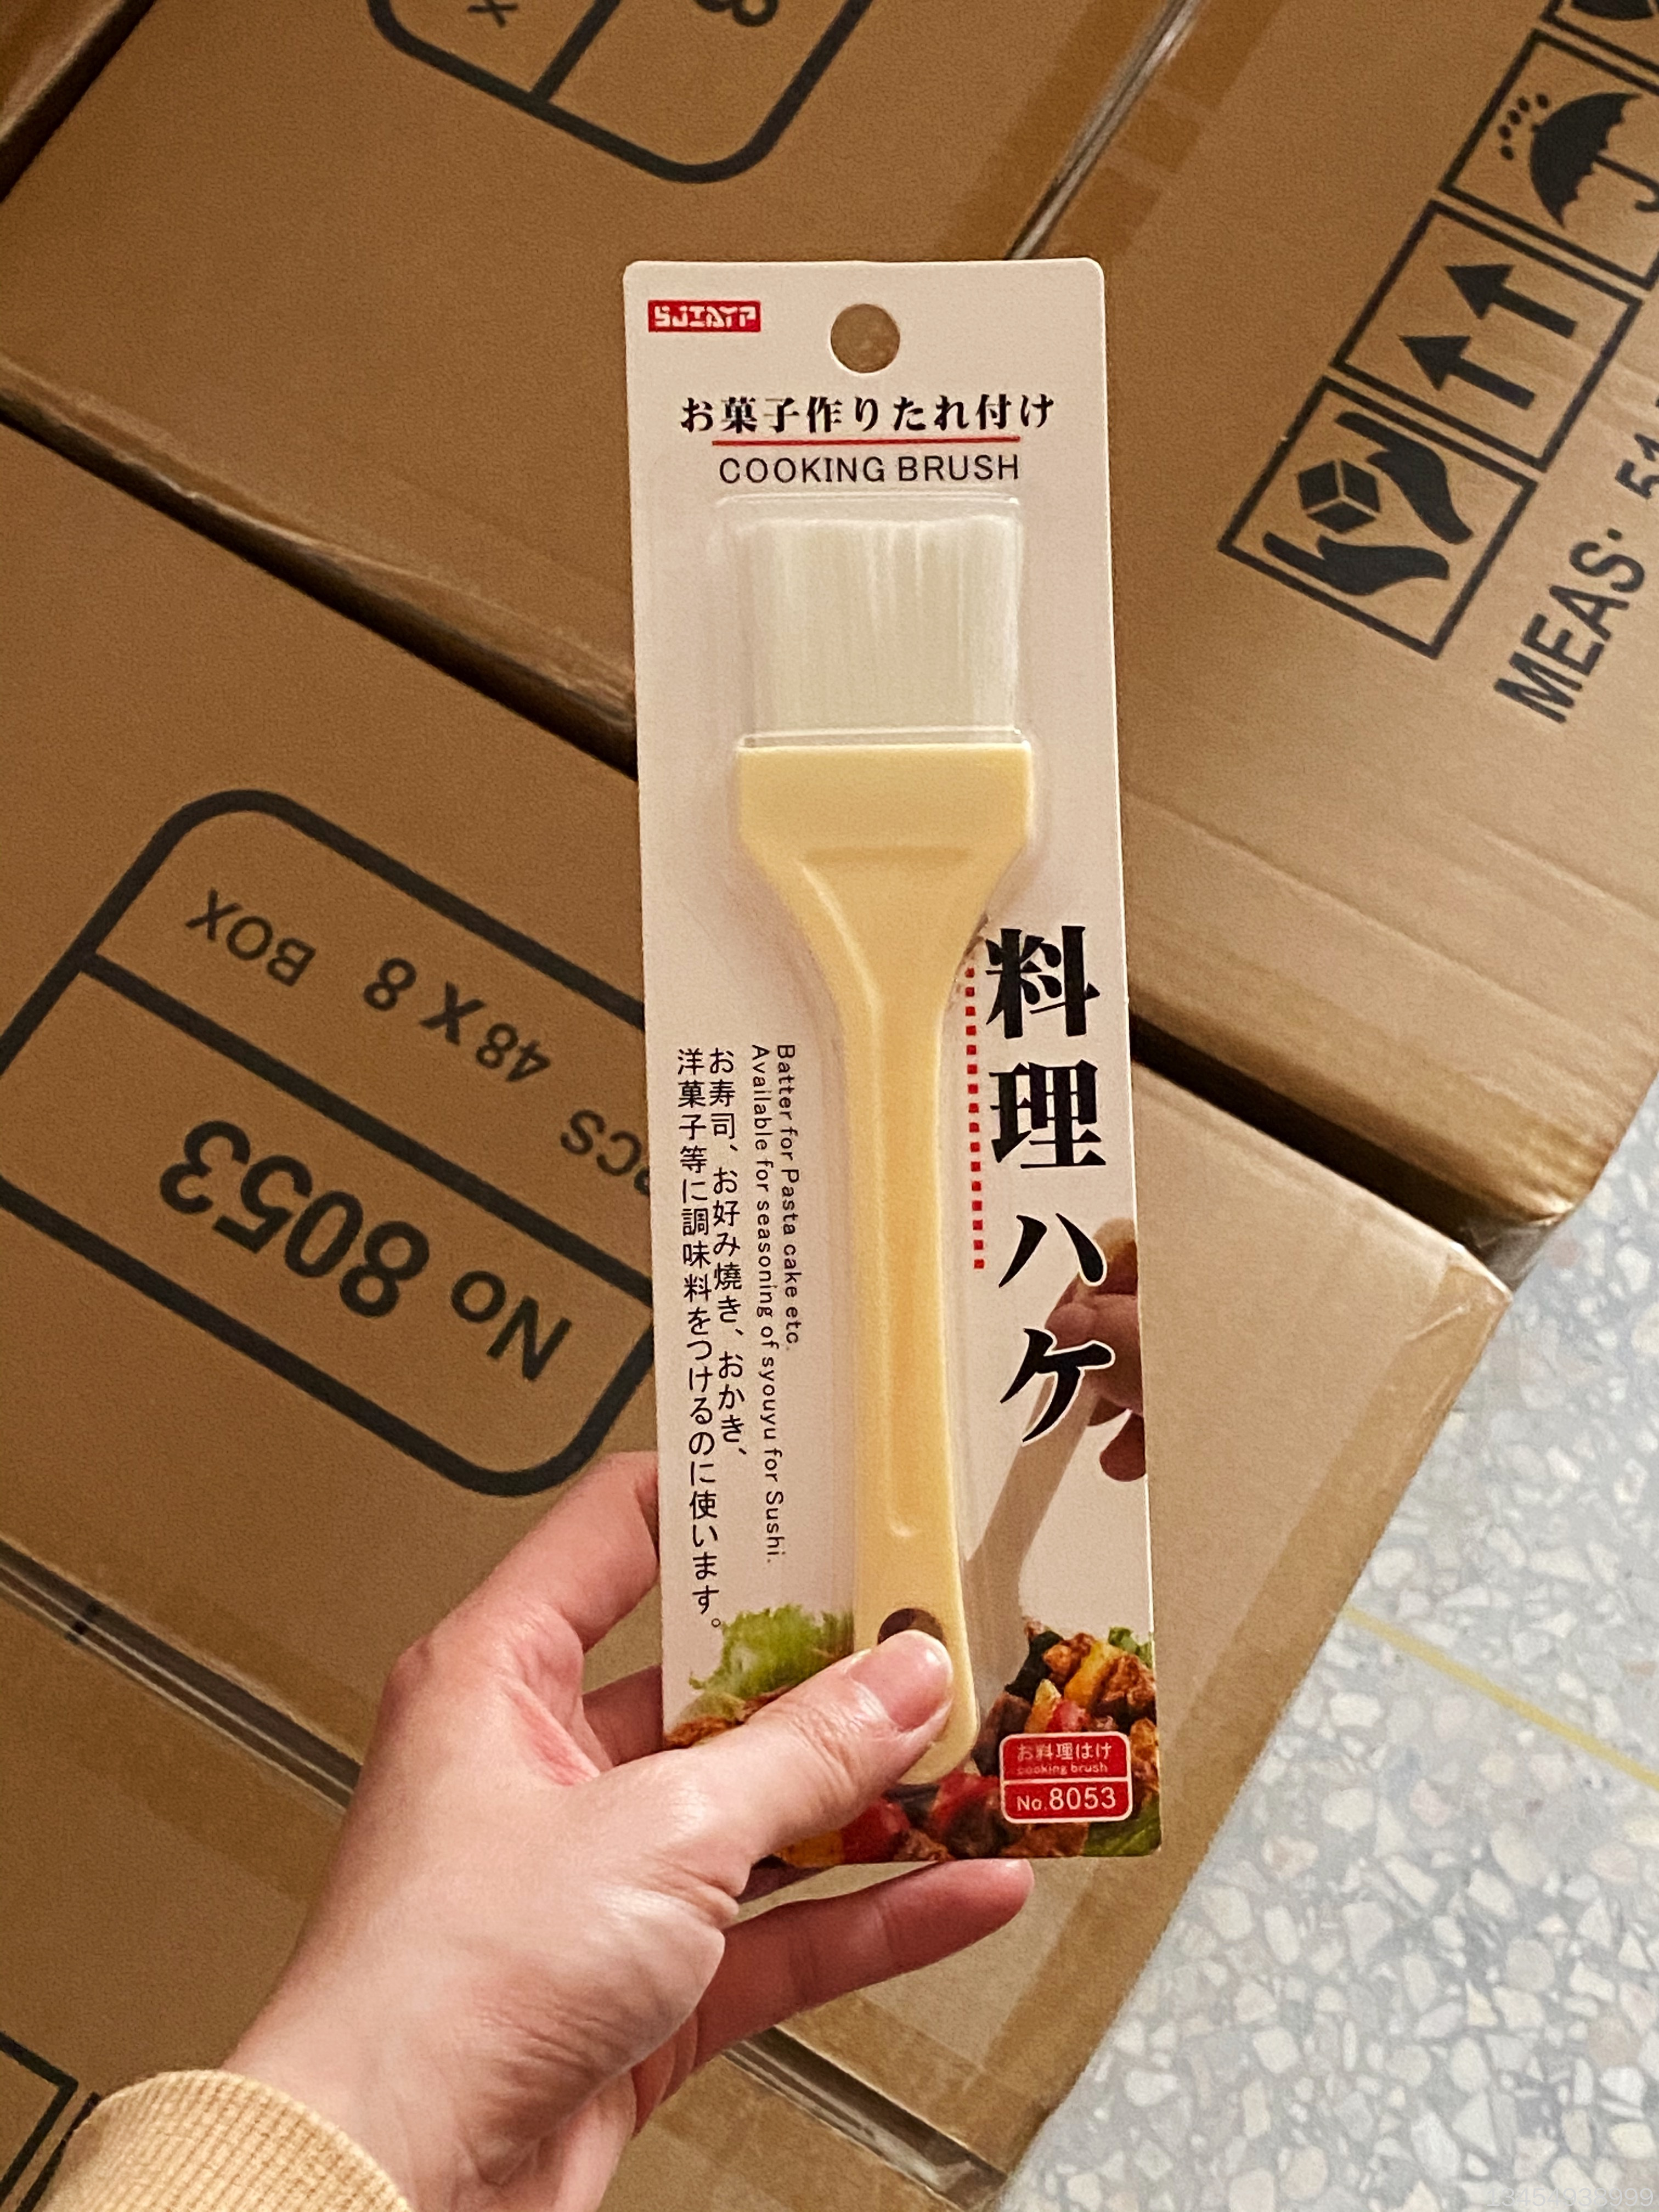 SJIAYP
お菓子作りたれ付け
COOKING BRUSH
料理ハケ
Batter for Pasta cake etc.
Available for seasoning of syouyu for Sushi.
お寿司、お好み燒き、おかき、
洋菓子等に調味料をつけるのに使います。
お料理はけ
cooking brush
No.8053
No 8053
48 X 8 BOX
MEAS: